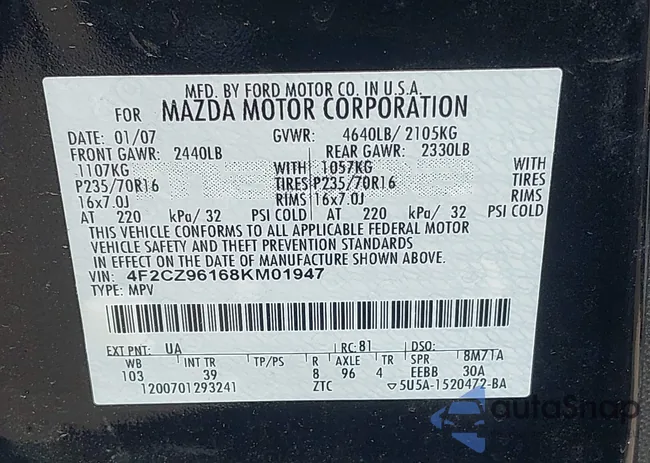 MFD. BY FORD MOTOR CO. IN U.S.A.
FOR MAZDA MOTOR CORPORATION
DATE: 01/07 GVWR: 4640LB/ 2105KG
FRONT GAWR: 2440LB REAR GAWR: 2330LB
1107KG WITH 1057KG WITH
P235/70R16 TIRES P235/70R16 TIRES
16x7.0J RIMS 16x7.0J RIMS
AT 220 kPa/ 32 PSI COLD AT 220 kPa/ 32 PSI COLD
THIS VEHICLE CONFORMS TO ALL APPLICABLE FEDERAL MOTOR
VEHICLE SAFETY AND THEFT PREVENTION STANDARDS
IN EFFECT ON THE DATE OF MANUFACTURE SHOWN ABOVE.
VIN: 4F2CZ96168KM01947
TYPE: MPV
EXT PNT: UA RC: 81 DSO:
WB INT TR TP/PS R AXLE TR SPR 8M71A
103 39 8 96 4 EEBB 30A
1200701293241 ZTC ▽5U5A-1520472-BA
autoSnap